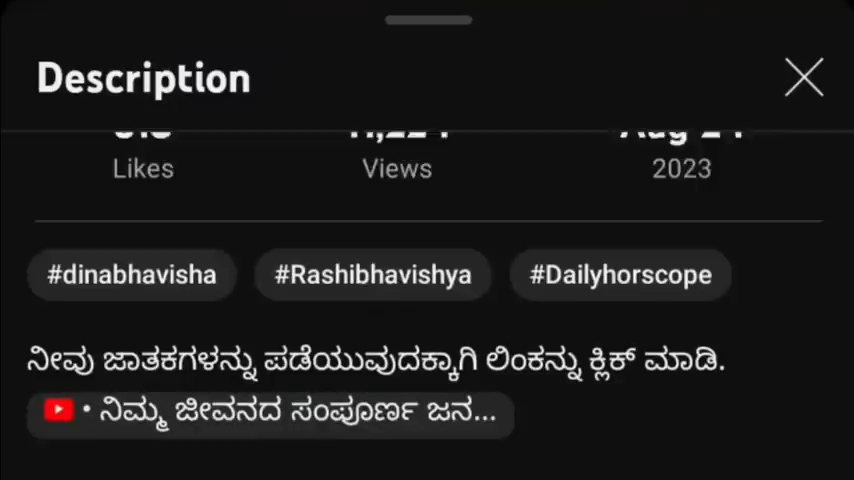 Description
Likes Views 2023
#dinabhavisha #Rashibhavishya #Dailyhorscope
ನೀವು ಜಾತಕಗಳನ್ನು ಪಡೆಯುವುದಕ್ಕಾಗಿ ಲಿಂಕನ್ನು ಕ್ಲಿಕ್ ಮಾಡಿ.
• ನಿಮ್ಮ ಜೀವನದ ಸಂಪೂರ್ಣ ಜನ...